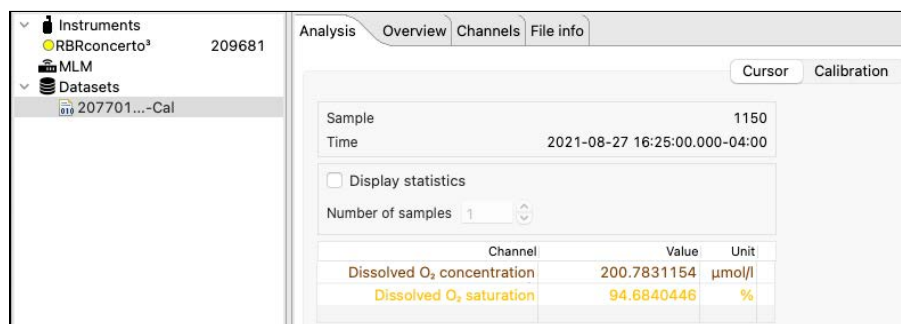 Instruments
RBRconcerto³ 209681
MLM
Datasets
207701...-Cal
Analysis Overview Channels File info
Cursor Calibration
Sample 1150
Time 2021-08-27 16:25:00.000-04:00
Display statistics
Number of samples 1
Channel Value Unit
Dissolved O₂ concentration 200.7831154 µmol/l
Dissolved O₂ saturation 94.6840446 %